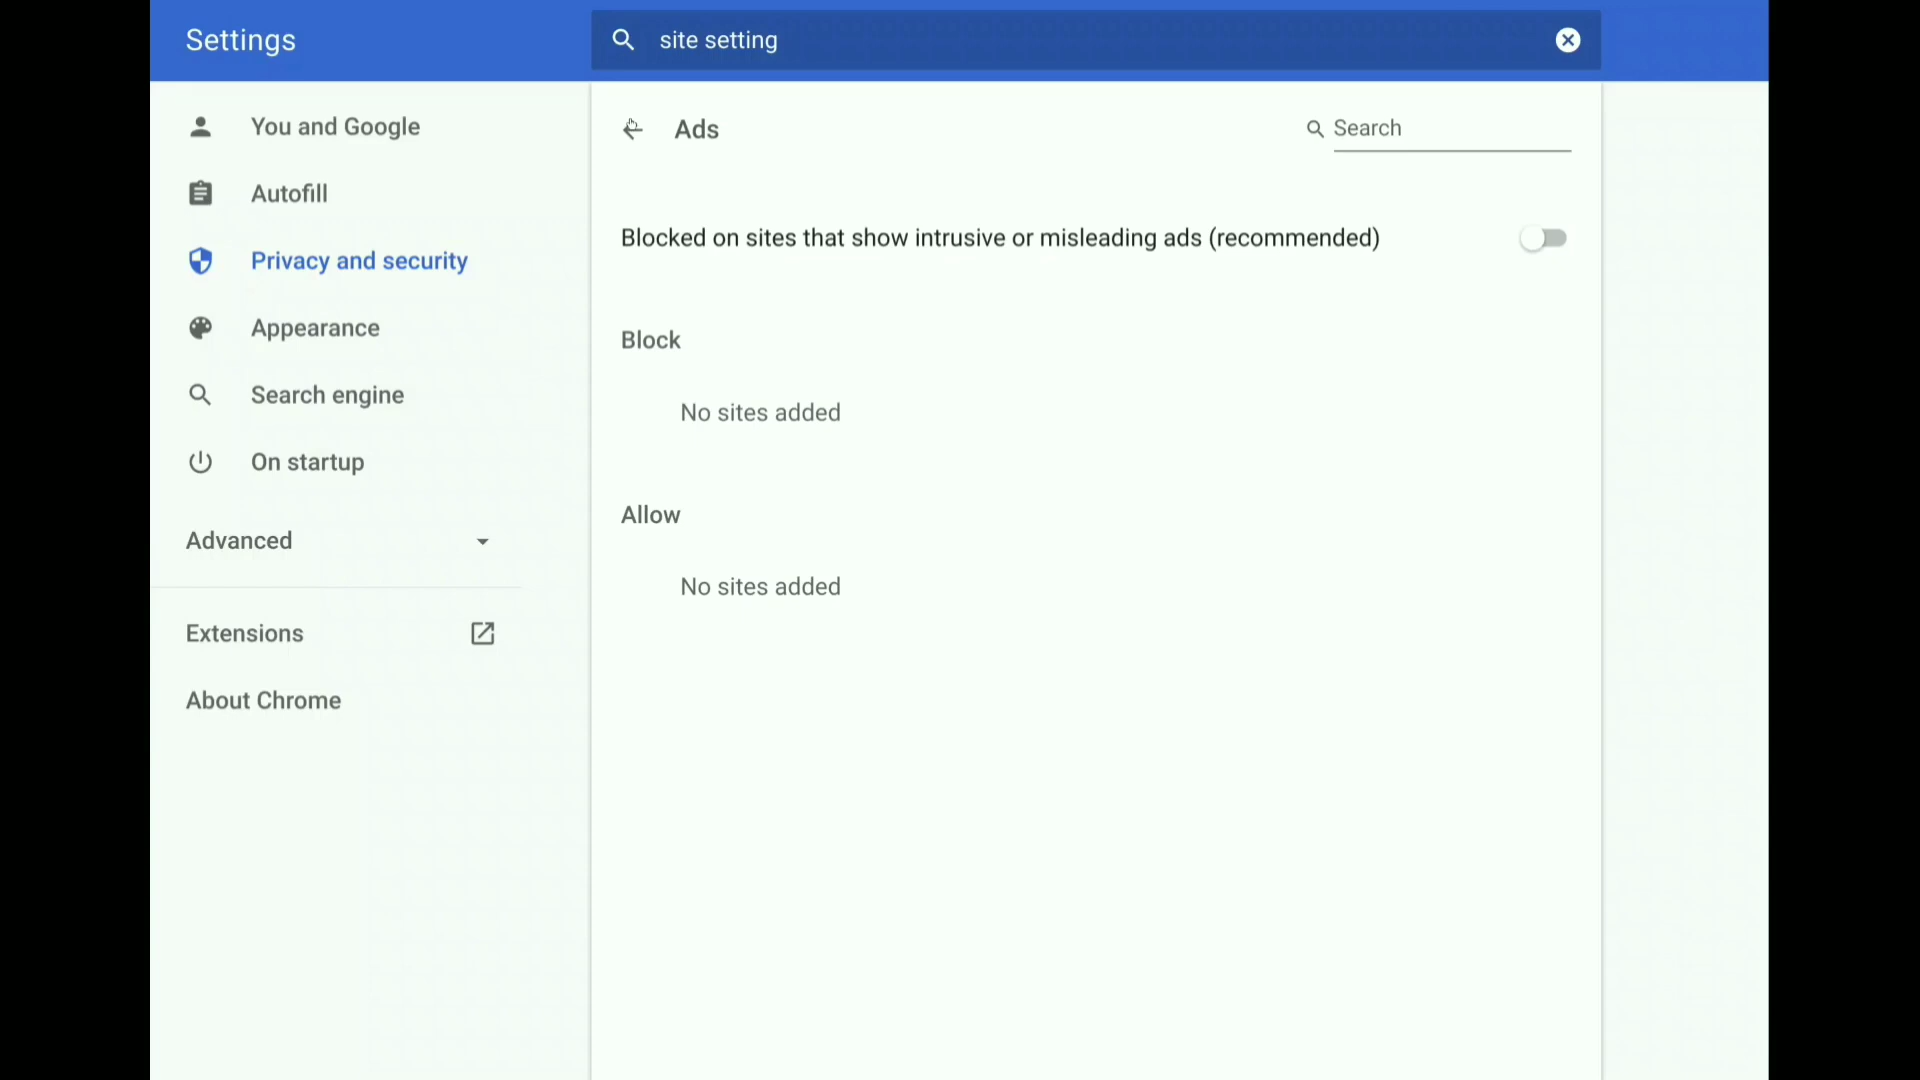 Settings
site setting
You and Google
Autofill
Privacy and security
Appearance
Search engine
On startup
Advanced
Extensions
About Chrome
Ads
Search
Blocked on sites that show intrusive or misleading ads (recommended)
Block
No sites added
Allow
No sites added